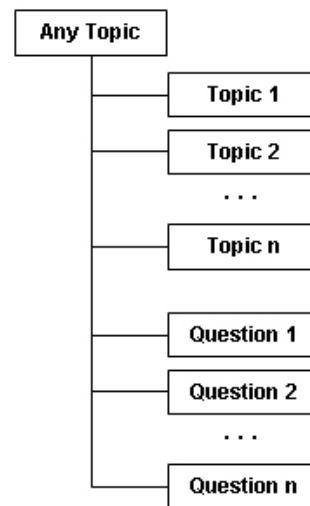 Any Topic
Topic 1
Topic 2
. . .
Topic n
Question 1
Question 2
. . .
Question n